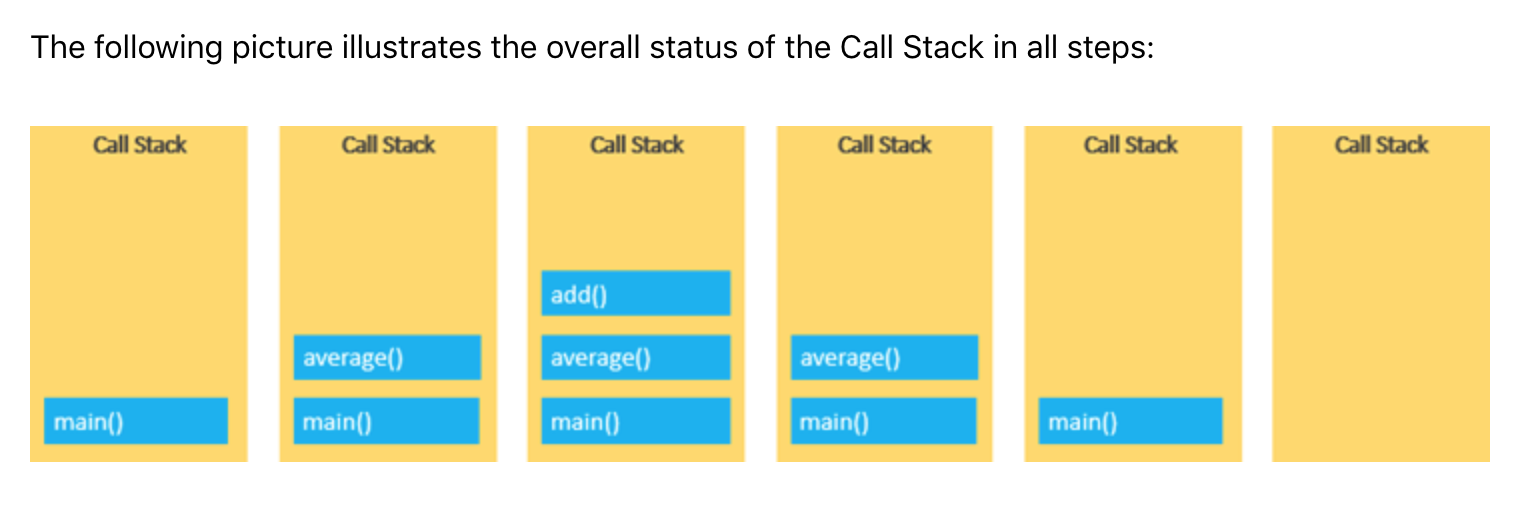 The following picture illustrates the overall status of the Call Stack in all steps:
Call Stack
main()
Call Stack
average()
main()
Call Stack
add()
average()
main()
Call Stack
average()
main()
Call Stack
main()
Call Stack